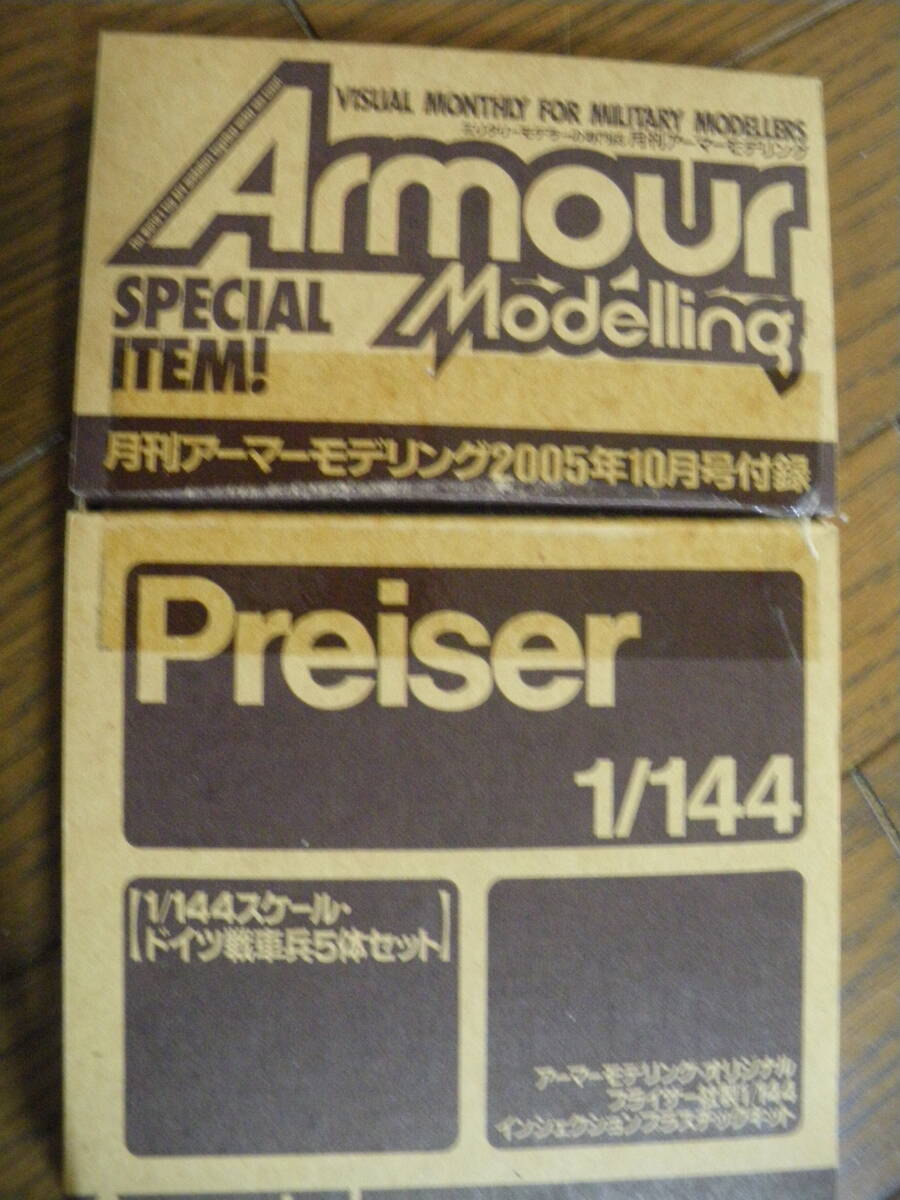 VISUAL MONTHLY FOR MILITARY MODELLERS
ミリタリーモデラーの専門誌 月刊アーマーモデリング
Armour
Modelling
SPECIAL
ITEM!
月刊アーマーモデリング2005年10月号付録
Preiser
1/144
【1/144スケール・
ドイツ戦車兵5体セット】
アーマーモデリング・オリジナル
プライザー社製1/144
インジェクションプラスチックキット